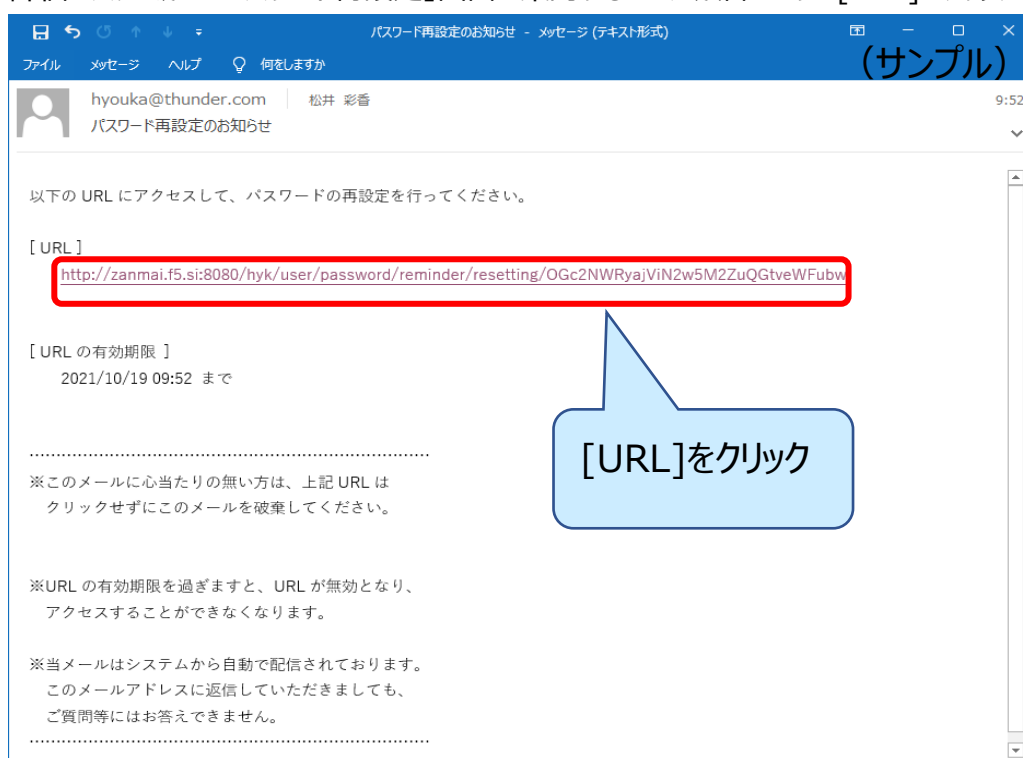 パスワード再設定のお知らせ - メッセージ (テキスト形式)
(サンプル)
ファイル メッセージ ヘルプ 何をしますか
hyouka@thunder.com 松井 彩香
9:52
パスワード再設定のお知らせ
以下の URL にアクセスして、パスワードの再設定を行ってください。
[ URL ]
http://zanmai.f5.si:8080/hyk/user/password/reminder/resetting/OGc2NWRyajViN2w5M2ZuQGtveWFubw
[ URL の有効期限 ]
2021/10/19 09:52 まで
[URL]をクリック
※このメールに心当たりの無い方は、上記 URL は
クリックせずにこのメールを破棄してください。
※URL の有効期限を過ぎますと、URL が無効となり、
アクセスすることができなくなります。
※当メールはシステムから自動で配信されております。
このメールアドレスに返信していただきましても、
ご質問等にはお答えできません。